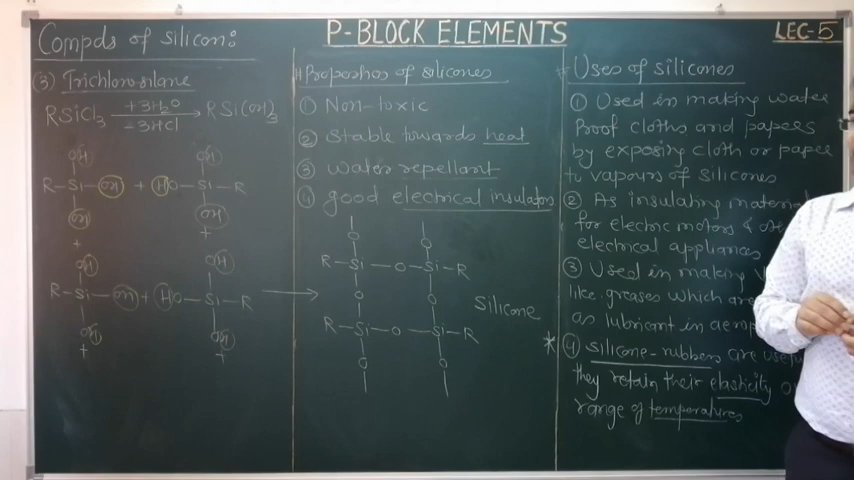 P-BLOCK ELEMENTS
LEC-5
Compds of silicon:
(3) Trichlorosilane
RSiCl3 +3H2O -3HCl → RSi(OH)3
OH OH
R-Si-OH + HO-Si-R
OH OH
+ +
OH OH
R-Si-OH + HO-Si-R →
OH OH
+ +
# Propostios of silicones
① Non-toxic
② Stable towards heat
③ water repellant
④ good electrical insulators
O O
R-Si-O-Si-R
O O
R-Si-O-Si-R
O O
Silicone
* Uses of silicones
① Used in making water
Proof cloths and papers
by exposing cloth or paper
to vapours of silicones
② As insulating material
for electric motors &
electrical appliances
③ Used in making
like greases which are
as lubricant in
* ④ silicone-rubbers are useful
they retain their elasticity
range of temperatures